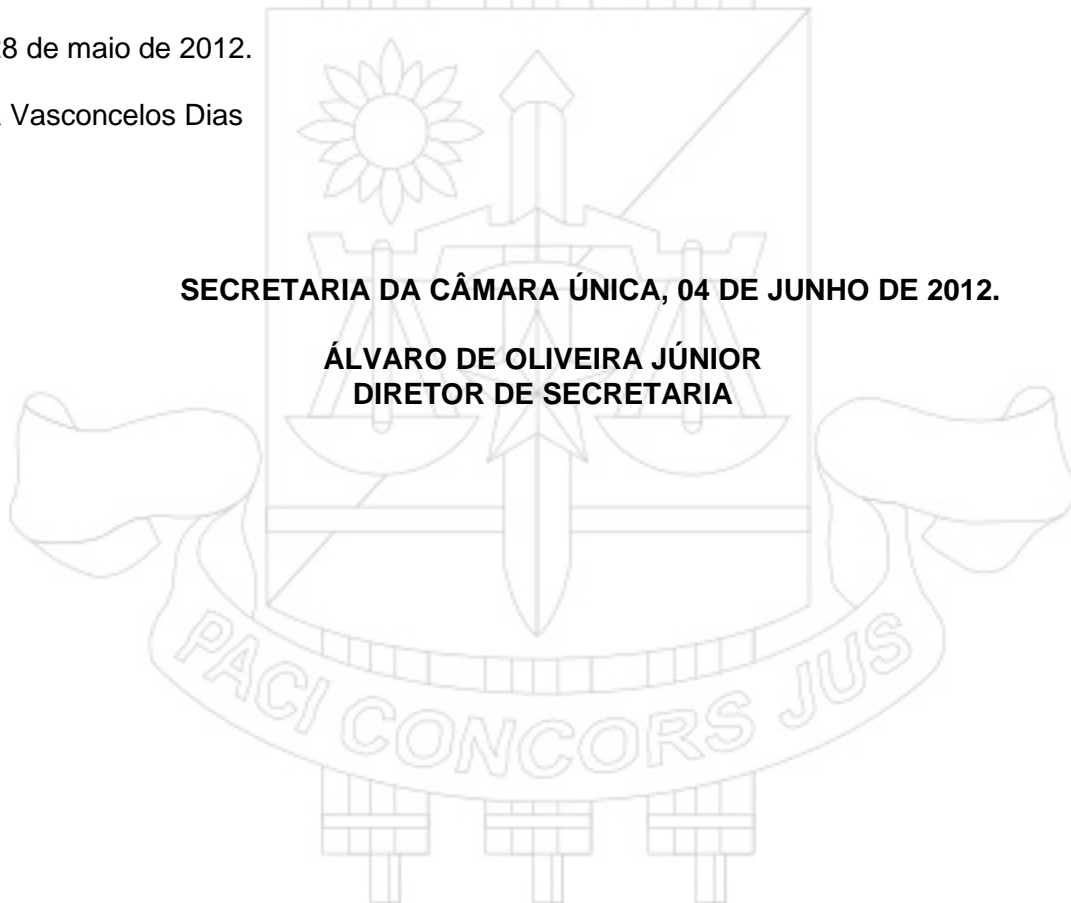 8 de maio de 2012.
Vasconcelos Dias
SECRETARIA DA CÂMARA ÚNICA, 04 DE JUNHO DE 2012.
ÁLVARO DE OLIVEIRA JÚNIOR
DIRETOR DE SECRETARIA
PACI CONCORS JUS